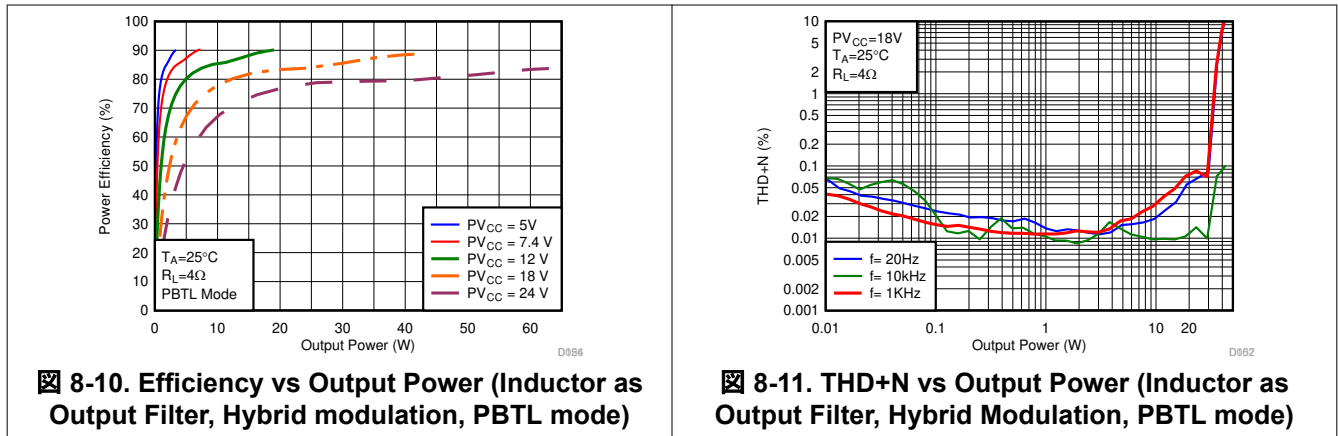 100
90
80
70
60
50
40
30
20
10
0
Power Efficiency (%)
TA=25°C
RL=4Ω
PBTL Mode
PVCC = 5V
PVCC = 7.4 V
PVCC = 12 V
PVCC = 18 V
PVCC = 24 V
0 10 20 30 40 50 60
Output Power (W)
図 8-10. Efficiency vs Output Power (Inductor as
Output Filter, Hybrid modulation, PBTL mode)
10
5
2
1
0.5
0.2
0.1
0.05
0.02
0.01
0.005
0.002
0.001
THD+N (%)
PVCC=18V
TA=25°C
RL=4Ω
f= 20Hz
f= 10kHz
f= 1KHz
0.01 0.1 1 10 20
Output Power (W)
図 8-11. THD+N vs Output Power (Inductor as
Output Filter, Hybrid Modulation, PBTL mode)